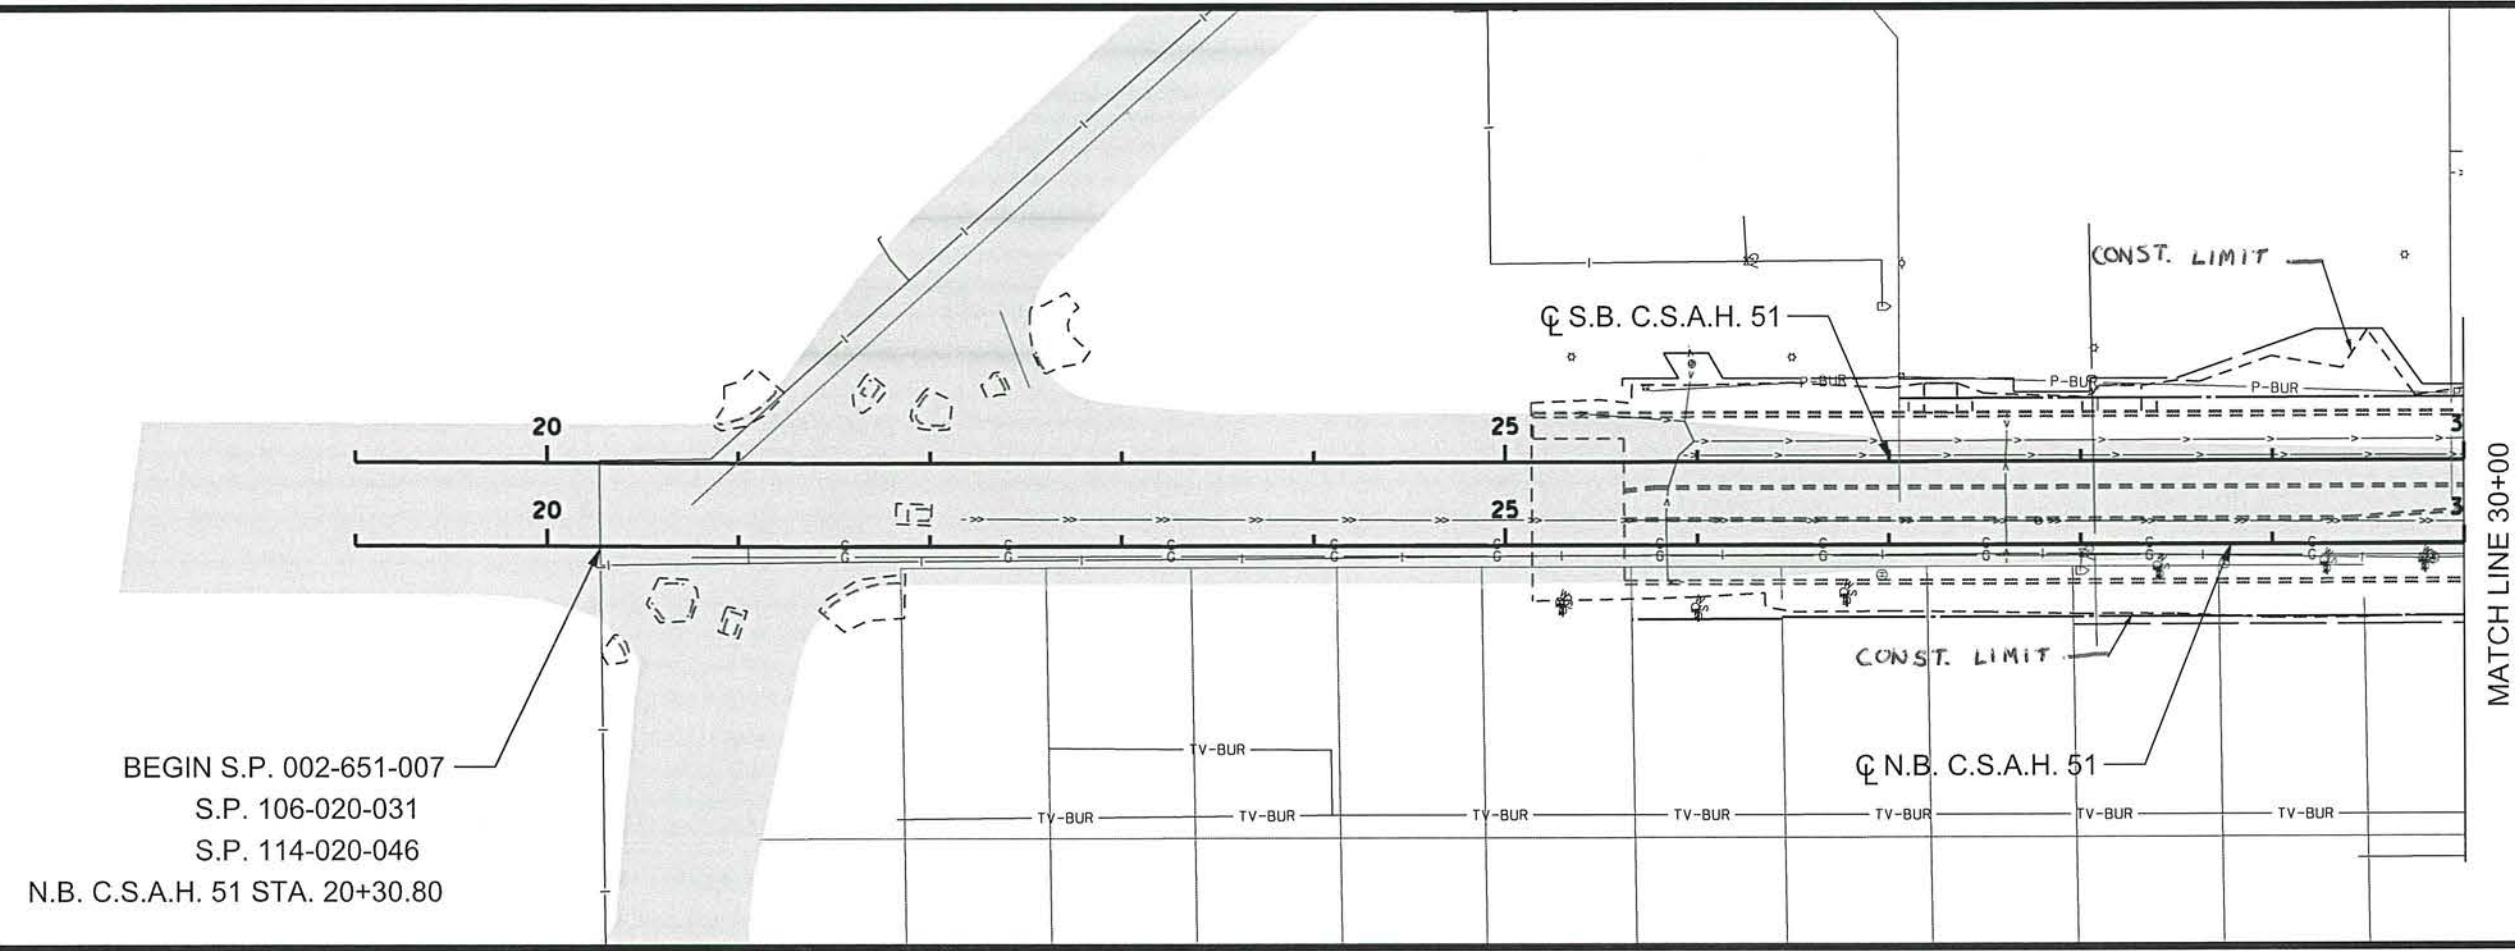 CONST. LIMIT
℄ S.B. C.S.A.H. 51
P-BUR
P-BUR
P-BUR
20
25
3
20
25
3
G
G
G
G
G
G
G
G
G
G
MATCH LINE 30+00
CONST. LIMIT
TV-BUR
℄ N.B. C.S.A.H. 51
BEGIN S.P. 002-651-007
S.P. 106-020-031
S.P. 114-020-046
N.B. C.S.A.H. 51 STA. 20+30.80
TV-BUR
TV-BUR
TV-BUR
TV-BUR
TV-BUR
TV-BUR
TV-BUR